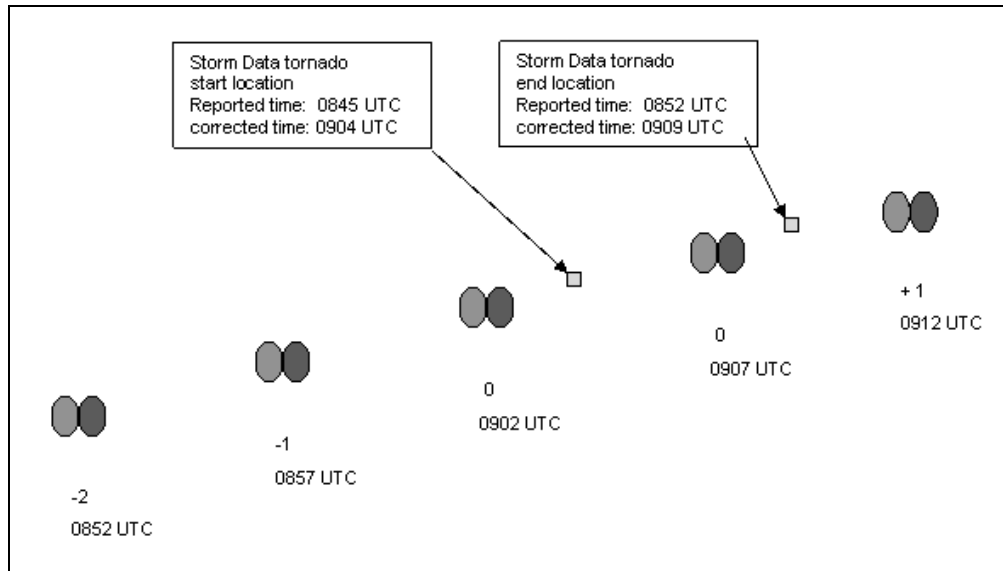 Storm Data tornado
start location
Reported time: 0845 UTC
corrected time: 0904 UTC
Storm Data tornado
end location
Reported time: 0852 UTC
corrected time: 0909 UTC
+ 1
0912 UTC
0
0907 UTC
0
0902 UTC
-1
0857 UTC
-2
0852 UTC